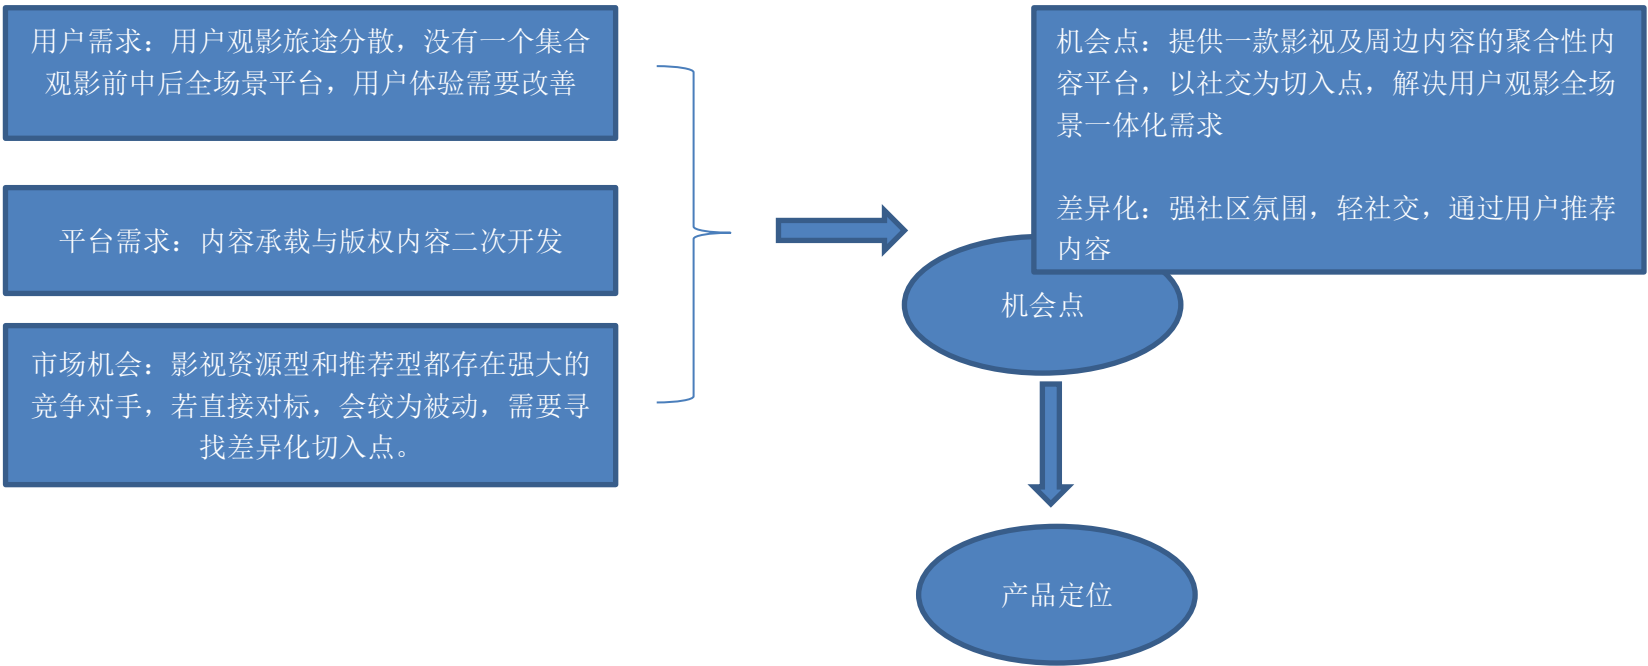 用户需求：用户观影旅途分散，没有一个集合
观影前中后全场景平台，用户体验需要改善
平台需求：内容承载与版权内容二次开发
市场机会：影视资源型和推荐型都存在强大的
竞争对手，若直接对标，会较为被动，需要寻
找差异化切入点。
机会点：提供一款影视及周边内容的聚合性内
容平台，以社交为切入点，解决用户观影全场
景一体化需求
差异化：强社区氛围，轻社交，通过用户推荐
内容
机会点
产品定位